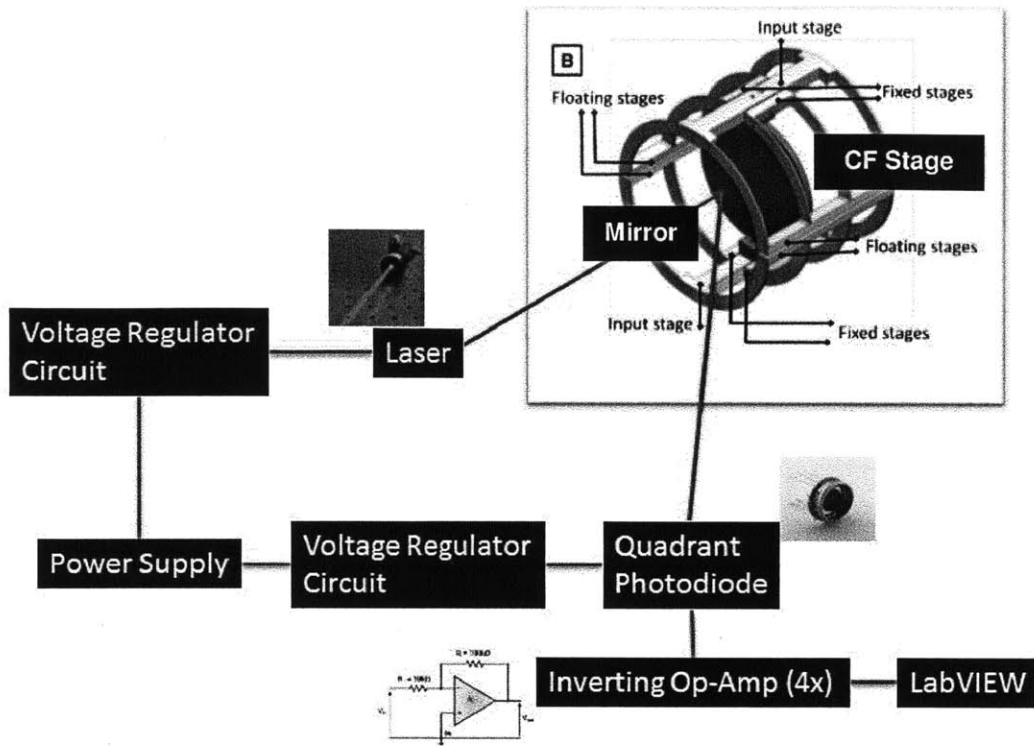 Input stage
B
Floating stages
Fixed stages
CF Stage
Mirror
Floating stages
Input stage
Fixed stages
Laser
Voltage Regulator
Circuit
Power Supply
Voltage Regulator
Circuit
Quadrant
Photodiode
Inverting Op-Amp (4x)
LabVIEW